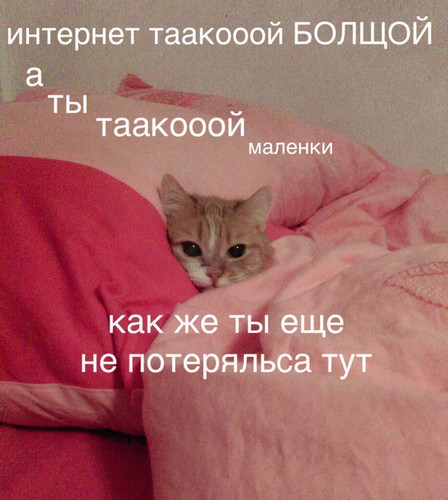 интернет таакооой БОЛЩОЙ
а
ты
таакооой
маленки
как же ты еще
не потеряльса тут